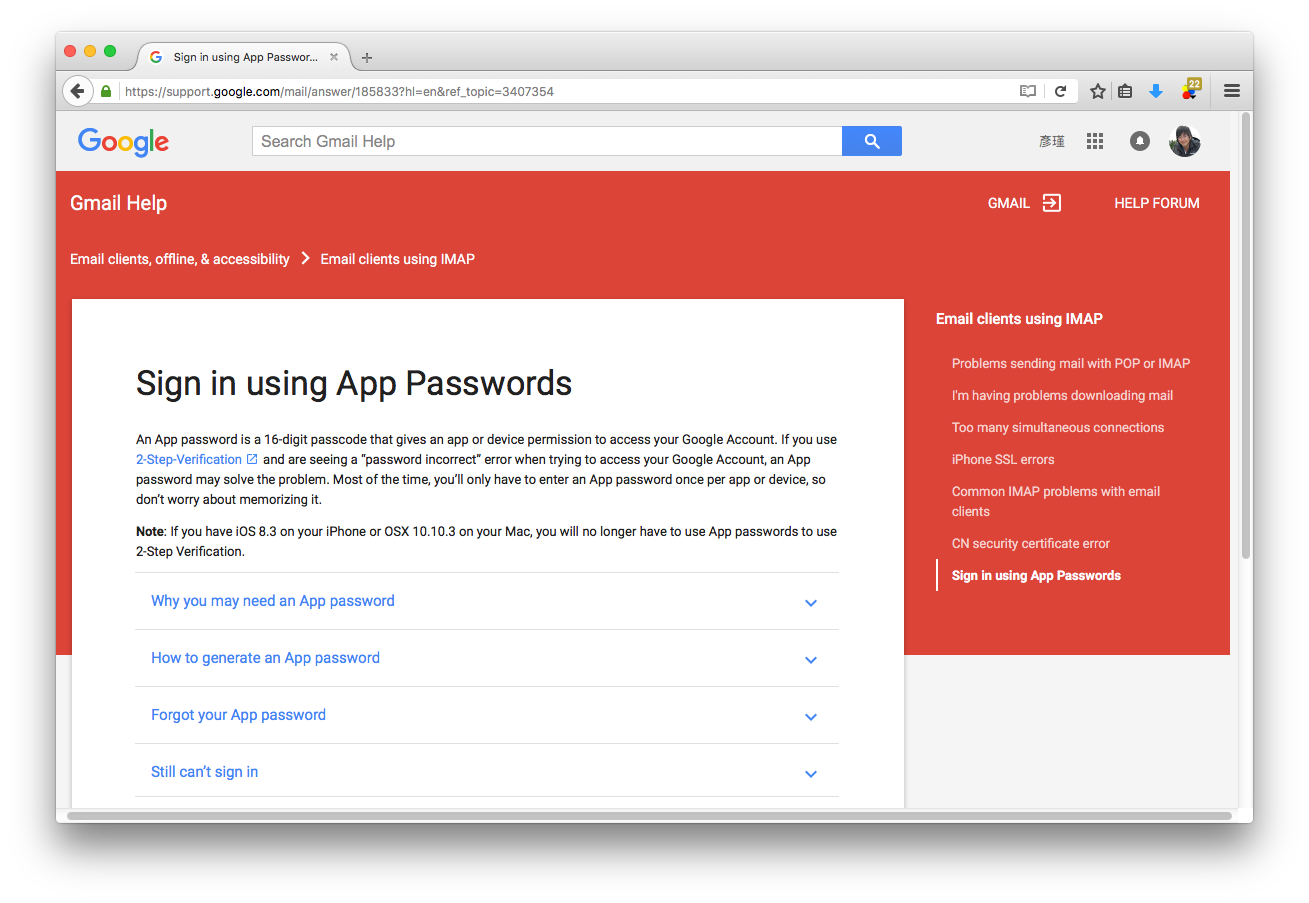 Sign in using App Passwor...
https://support.google.com/mail/answer/185833?hl=en&ref_topic=3407354
22
Google
Search Gmail Help
彥瑾
Gmail Help
GMAIL
HELP FORUM
Email clients, offline, & accessibility
Email clients using IMAP
Sign in using App Passwords
An App password is a 16-digit passcode that gives an app or device permission to access your Google Account. If you use
2-Step-Verification and are seeing a “password incorrect” error when trying to access your Google Account, an App
password may solve the problem. Most of the time, you’ll only have to enter an App password once per app or device, so
don’t worry about memorizing it.
Note: If you have iOS 8.3 on your iPhone or OSX 10.10.3 on your Mac, you will no longer have to use App passwords to use
2-Step Verification.
Why you may need an App password
How to generate an App password
Forgot your App password
Still can’t sign in
Email clients using IMAP
Problems sending mail with POP or IMAP
I'm having problems downloading mail
Too many simultaneous connections
iPhone SSL errors
Common IMAP problems with email
clients
CN security certificate error
Sign in using App Passwords